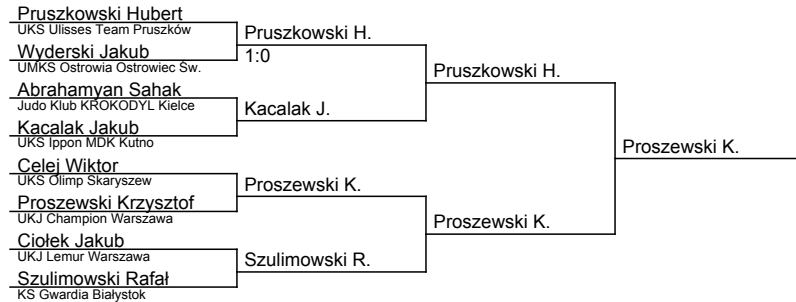 Pruszkowski Hubert
UKS Ulisses Team Pruszków
Wyderski Jakub
UMKS Ostrowia Ostrowiec Św.
Abrahamyan Sahak
Judo Klub KROKODYL Kielce
Kacalak Jakub
UKS Ippon MDK Kutno
Celej Wiktor
UKS Olimp Skaryszew
Proszewski Krzysztof
UKJ Champion Warszawa
Ciołek Jakub
UKJ Lemur Warszawa
Szulimowski Rafał
KS Gwardia Białystok
Pruszkowski H.
1:0
Kacalak J.
Proszewski K.
Szulimowski R.
Pruszkowski H.
Proszewski K.
Proszewski K.